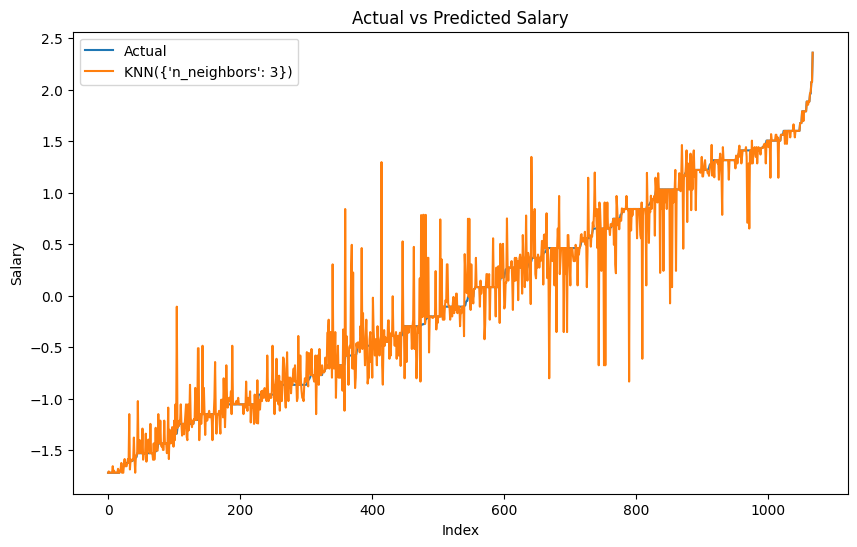 Actual vs Predicted Salary
Actual
KNN({'n_neighbors': 3})
Salary
2.5
2.0
1.5
1.0
0.5
0.0
−0.5
−1.0
−1.5
0 200 400 600 800 1000
Index